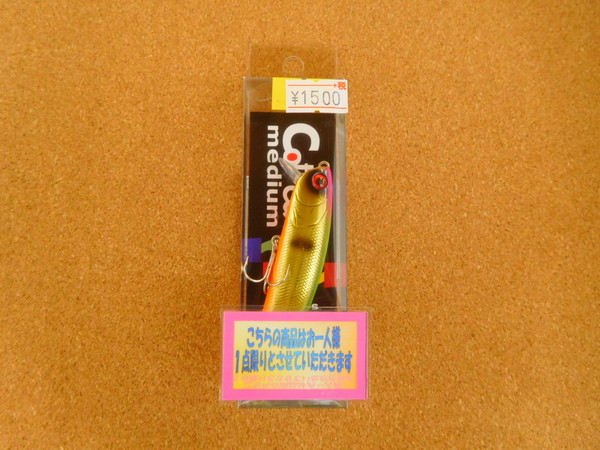 +税
¥1500
medium
こちらの商品はお一人様
1点限りとさせていただきます